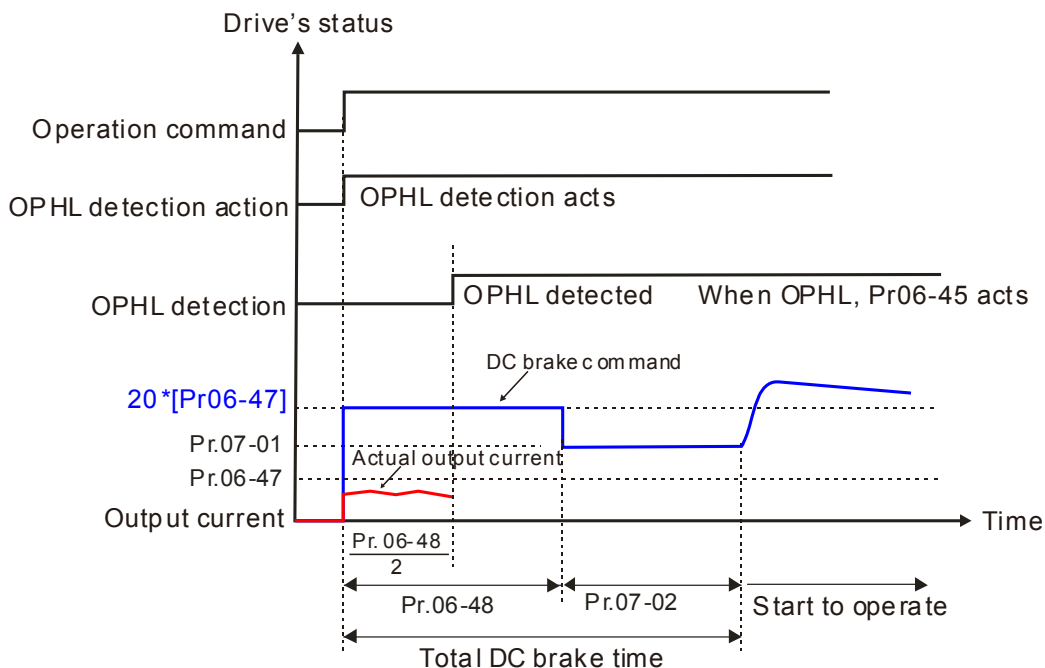 Drive's status
Operation command
OPHL detection action
OPHL detection acts
OPHL detection
OPHL detected
When OPHL, Pr06-45 acts
DC brake command
20*[Pr06-47]
Pr.07-01
Actual output current
Pr.06-47
Output current
Time
Pr. 06-48
2
Pr.06-48
Pr.07-02
Start to operate
Total DC brake time